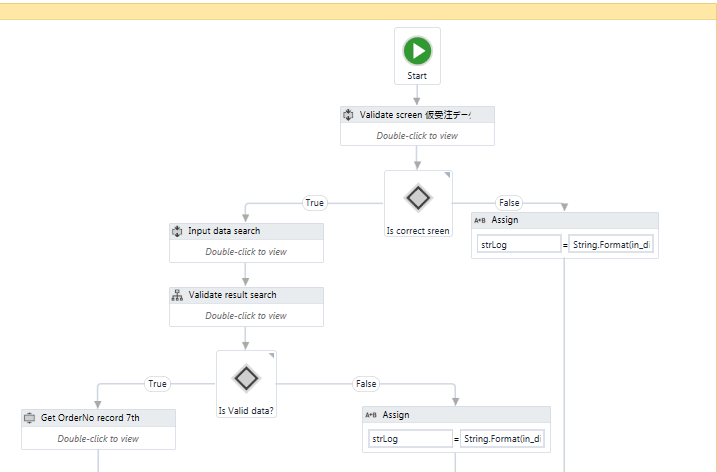 Start
Validate screen 仮受注デー
Double-click to view
True
False
Is correct sreen
Input data search
Double-click to view
A+B Assign
strLog = String.Format(in_di
Validate result search
Double-click to view
True
False
Is Valid data?
Get OrderNo record 7th
Double-click to view
A+B Assign
strLog = String.Format(in_di